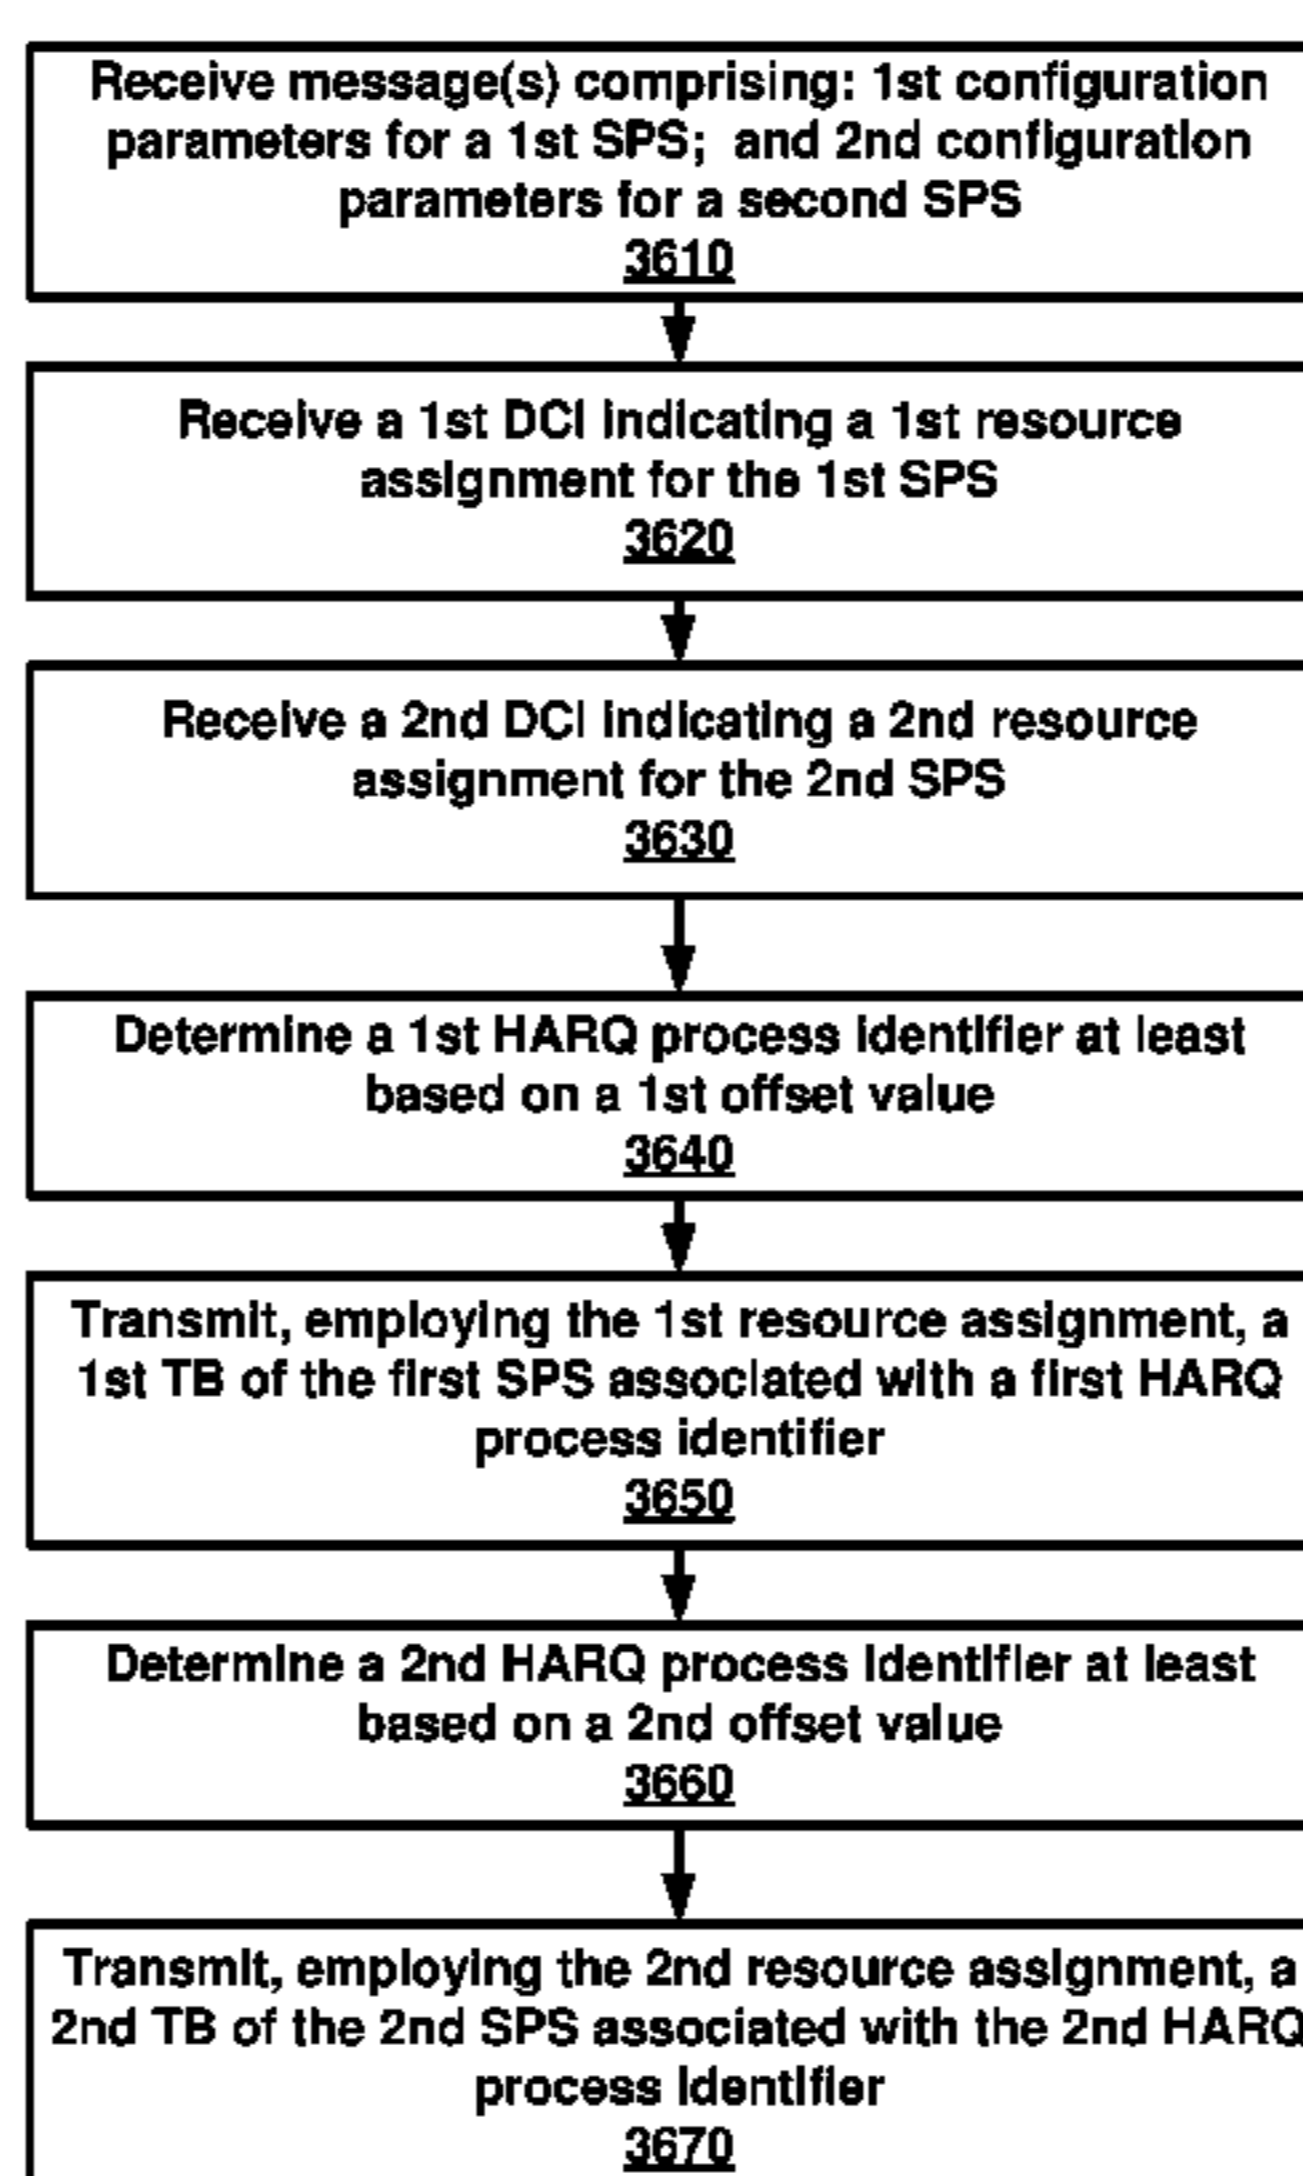 Receive message(s) comprising: 1st configuration
parameters for a 1st SPS;  and 2nd configuration
parameters for a second SPS
3610
Receive a 1st DCI indicating a 1st resource
assignment for the 1st SPS
3620
Receive a 2nd DCI indicating a 2nd resource
assignment for the 2nd SPS
3630
Determine a 1st HARQ process identifier at least
based on a 1st offset value
3640
Transmit, employing the 1st resource assignment, a
1st TB of the first SPS associated with a first HARQ
process identifier
3650
Determine a 2nd HARQ process identifier at least
based on a 2nd offset value
3660
Transmit, employing the 2nd resource assignment, a
2nd TB of the 2nd SPS associated with the 2nd HARQ
process identifier
3670